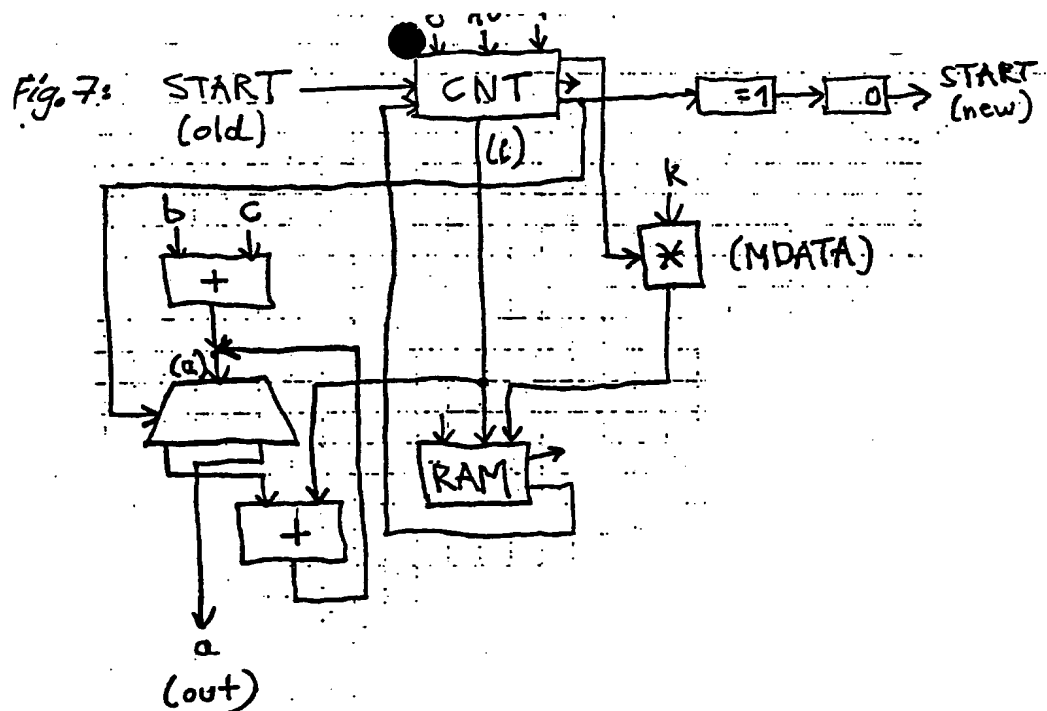 Fig. 7:
START
(old)
CNT
=1
0
START
(new)
(i)
k
b c
+
*
(MDATA)
(a)
RAM
+
a
(out)